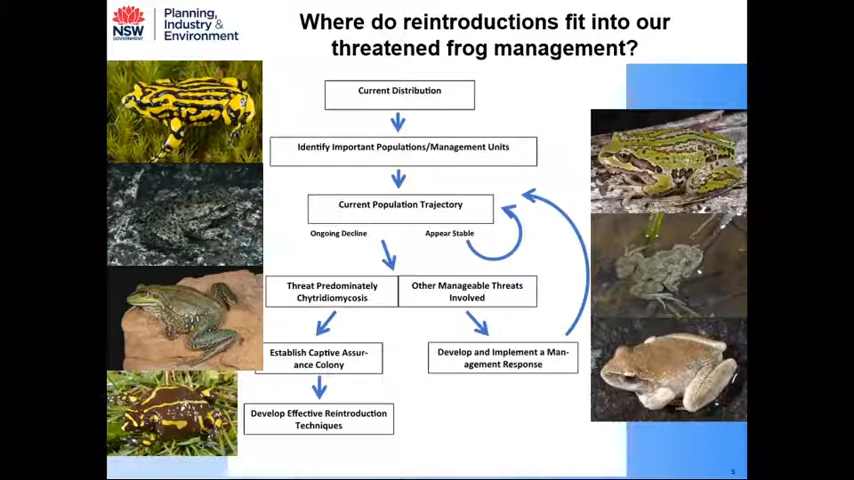 NSW
GOVERNMENT
Planning,
Industry &
Environment
Where do reintroductions fit into our
threatened frog management?
Current Distribution
Identify Important Populations/Management Units
Current Population Trajectory
Ongoing Decline
Appear Stable
Threat Predominately
Chytridiomycosis
Other Manageable Threats
Involved
Establish Captive Assur-
ance Colony
Develop and Implement a Man-
agement Response
Develop Effective Reintroduction
Techniques
5